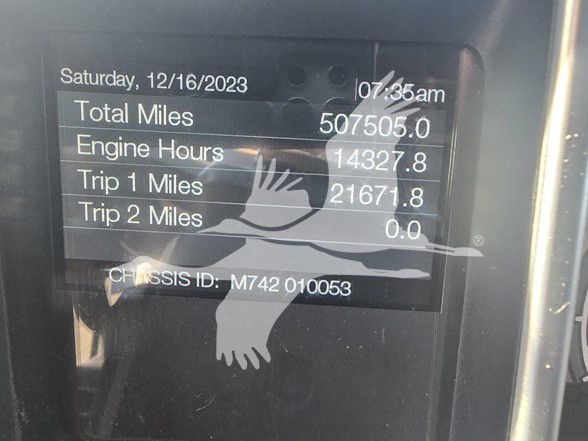 Saturday, 12/16/2023 07:35am
Total Miles 507505.0
Engine Hours 14327.8
Trip 1 Miles 21671.8
Trip 2 Miles 0.0
®
CHASSIS ID: M742 010053